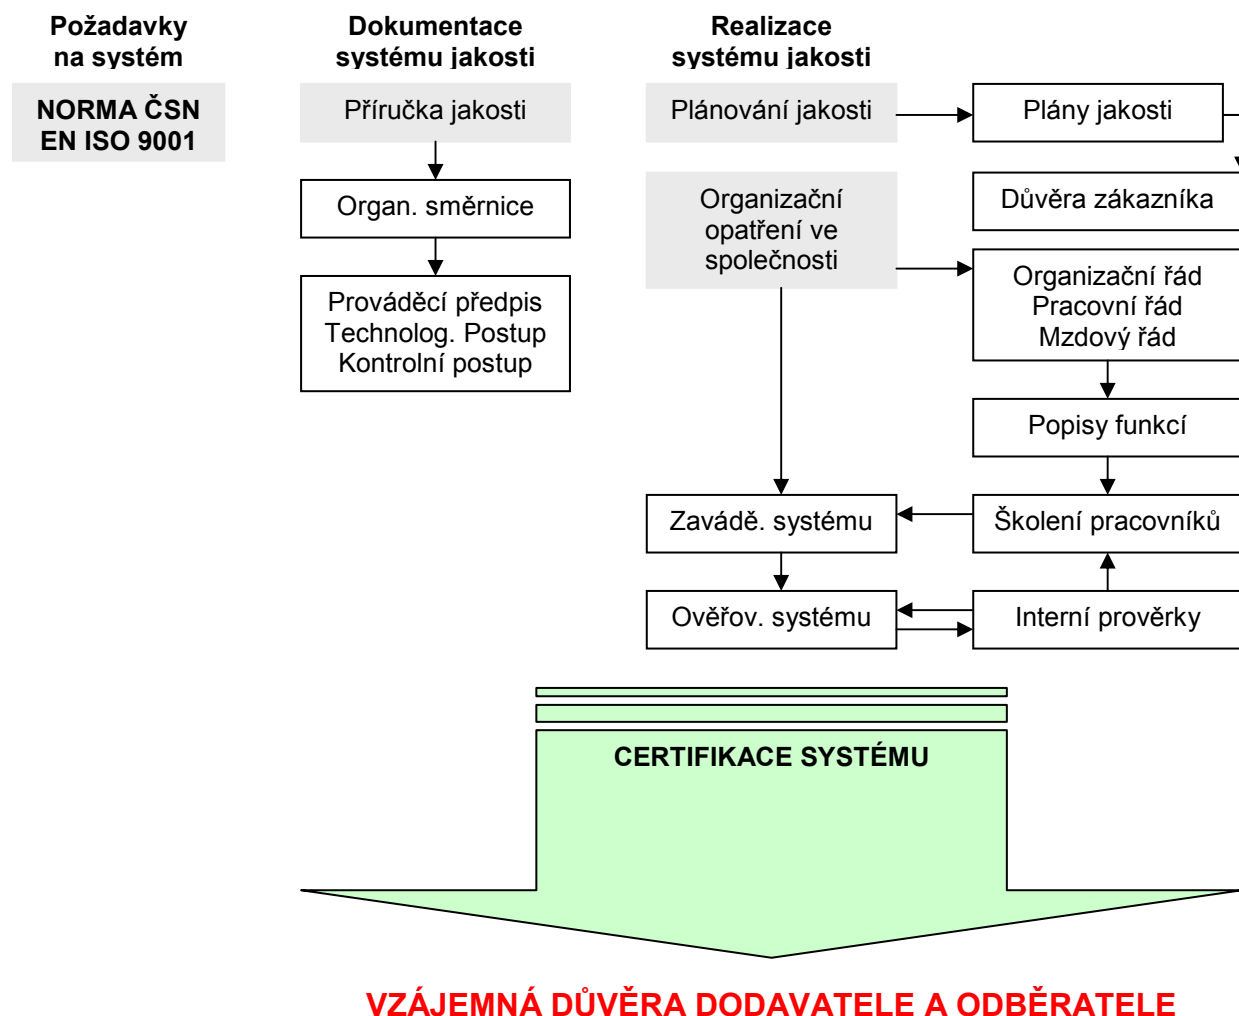 Požadavky
na systém
Dokumentace
systému jakosti
Realizace
systému jakosti
NORMA ČSN
EN ISO 9001
Příručka jakosti
Plánování jakosti
Plány jakosti
Organ. směrnice
Organizační
opatření ve
společnosti
Důvěra zákazníka
Prováděcí předpis
Technolog. Postup
Kontrolní postup
Organizační řád
Pracovní řád
Mzdový řád
Popisy funkcí
Zavádě. systému
Školení pracovníků
Ověřov. systému
Interní prověrky
CERTIFIKACE SYSTÉMU
VZÁJEMNÁ DŮVĚRA DODAVATELE A ODBĚRATELE